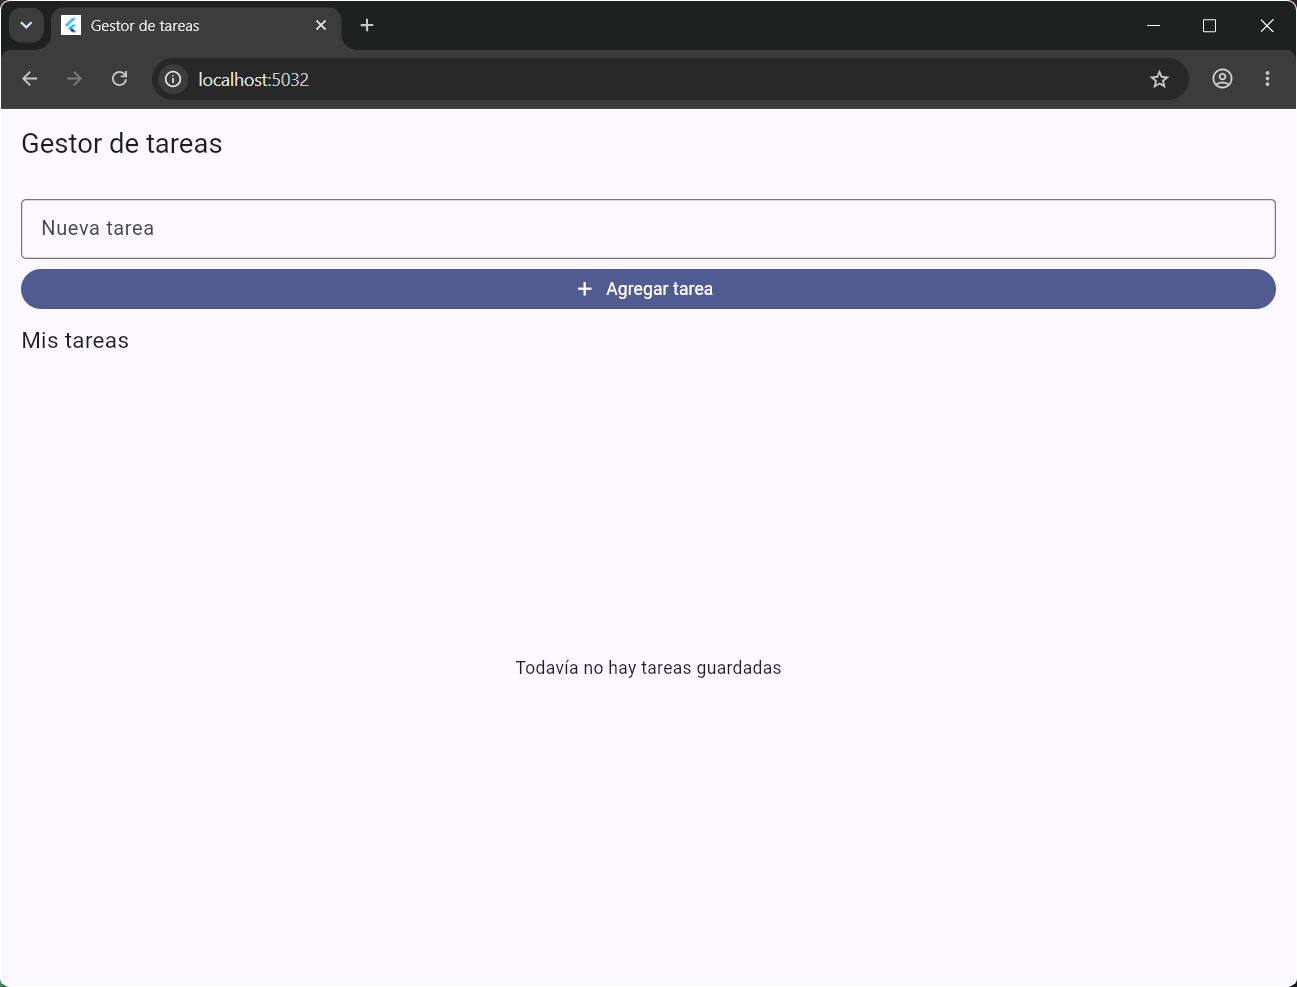 Gestor de tareas
localhost:5032
Gestor de tareas
Nueva tarea
Agregar tarea
Mis tareas
Todavía no hay tareas guardadas